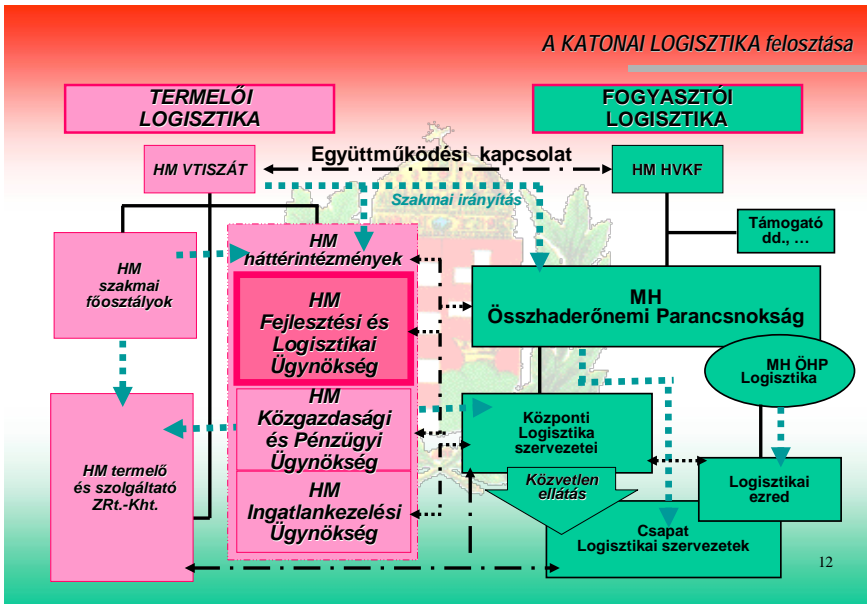 A KATONAI LOGISZTIKA felosztása
TERMELŐI
LOGISZTIKA
FOGYASZTÓI
LOGISZTIKA
HM VTISZÁT
Együttműködési kapcsolat
HM HVKF
Szakmai irányítás
HM
szakmai
főosztályok
HM
háttérintézmények
Támogató
dd., ...
HM
Fejlesztési és
Logisztikai
Ügynökség
MH
Összhaderőnemi Parancsnokság
MH ÖHP
Logisztika
HM
Közgazdasági
és Pénzügyi
Ügynökség
Központi
Logisztika
szervezetei
HM termelő
és szolgáltató
ZRt.-Kht.
HM
Ingatlankezelési
Ügynökség
Közvetlen
ellátás
Logisztikai
ezred
Csapat
Logisztikai szervezetek
12